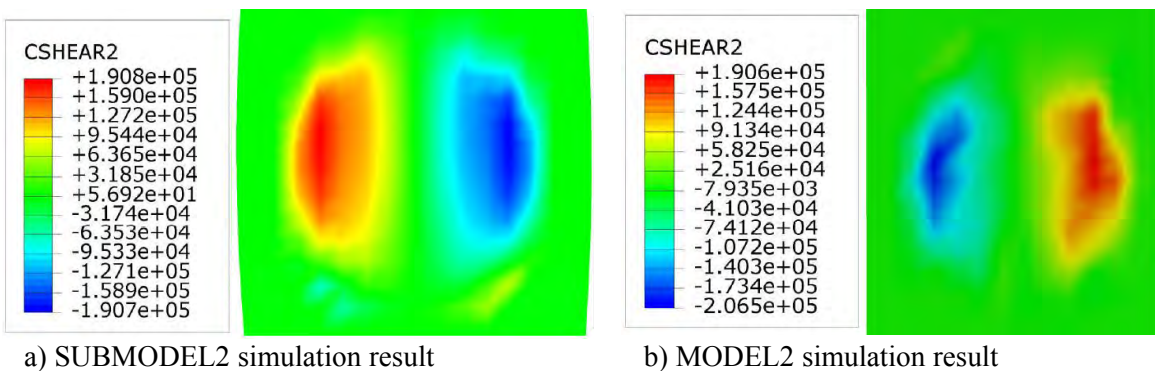 CSHEAR2
+1.908e+05
+1.590e+05
+1.272e+05
+9.544e+04
+6.365e+04
+3.185e+04
+5.692e+01
-3.174e+04
-6.353e+04
-9.533e+04
-1.271e+05
-1.589e+05
-1.907e+05
CSHEAR2
+1.906e+05
+1.575e+05
+1.244e+05
+9.134e+04
+5.825e+04
+2.516e+04
-7.935e+03
-4.103e+04
-7.412e+04
-1.072e+05
-1.403e+05
-1.734e+05
-2.065e+05
a) SUBMODEL2 simulation result
b) MODEL2 simulation result